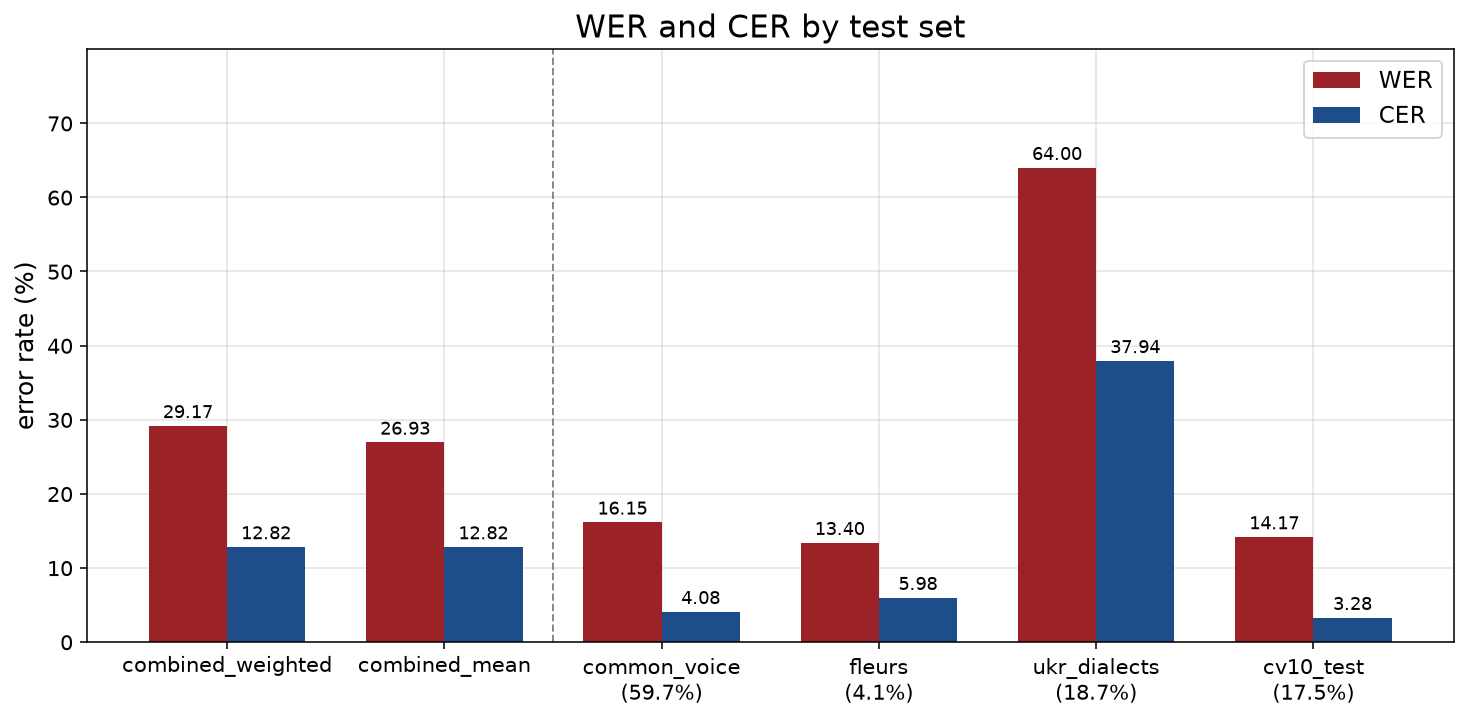 WER and CER by test set
WER
CER
error rate (%)
70
60
50
40
30
20
10
0
29.17
12.82
26.93
12.82
16.15
4.08
13.40
5.98
64.00
37.94
14.17
3.28
combined_weighted
combined_mean
common_voice
(59.7%)
fleurs
(4.1%)
ukr_dialects
(18.7%)
cv10_test
(17.5%)